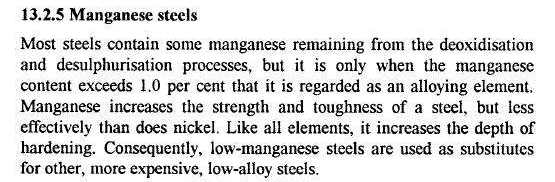 13.2.5 Manganese steels
Most steels contain some manganese remaining from the deoxidisation
and desulphurisation processes, but it is only when the manganese
content exceeds 1.0 per cent that it is regarded as an alloying element.
Manganese increases the strength and toughness of a steel, but less
effectively than does nickel. Like all elements, it increases the depth of
hardening. Consequently, low-manganese steels are used as substitutes
for other, more expensive, low-alloy steels.